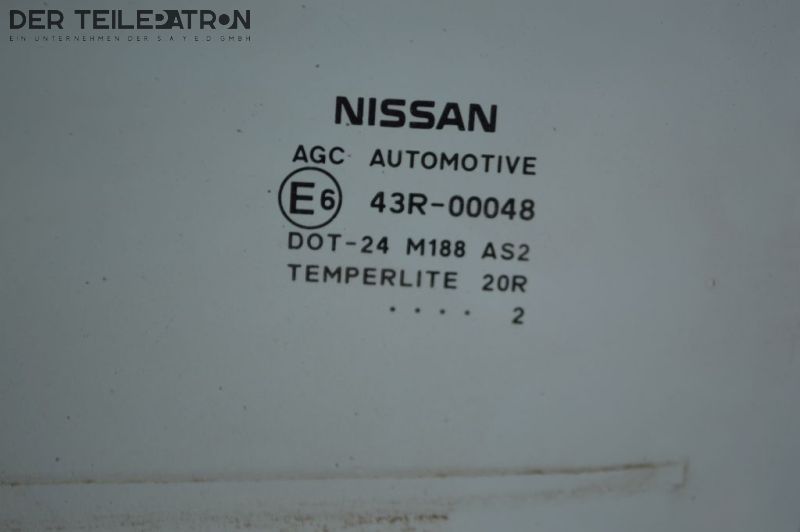 DER TEILEPATRON
EIN UNTERNEHMEN DER S A Y E D GMBH
NISSAN
AGC AUTOMOTIVE
E6 43R-00048
DOT-24 M188 AS2
TEMPERLITE 20R
.... 2